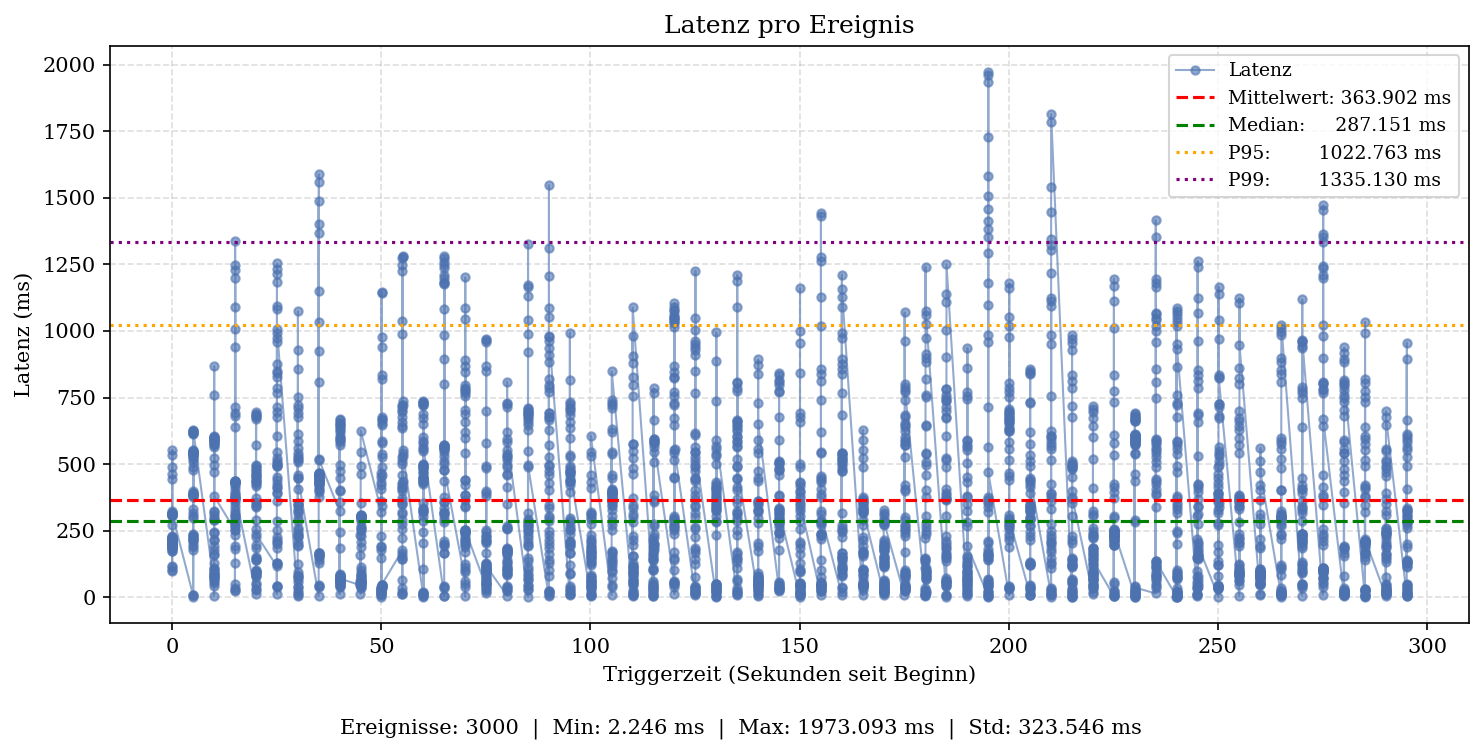 Latenz pro Ereignis
Latenz (ms)
2000
1750
1500
1250
1000
750
500
250
0
Latenz
Mittelwert: 363.902 ms
Median: 287.151 ms
P95: 1022.763 ms
P99: 1335.130 ms
0 50 100 150 200 250 300
Triggerzeit (Sekunden seit Beginn)
Ereignisse: 3000 | Min: 2.246 ms | Max: 1973.093 ms | Std: 323.546 ms